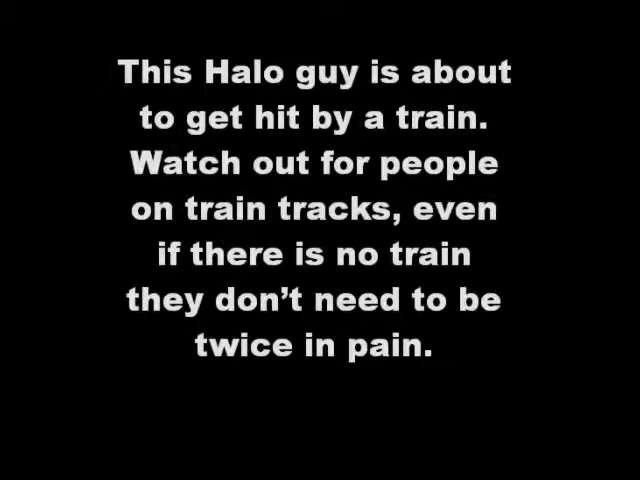 This Halo guy is about
to get hit by a train.
Watch out for people
on train tracks, even
if there is no train
they don’t need to be
twice in pain.